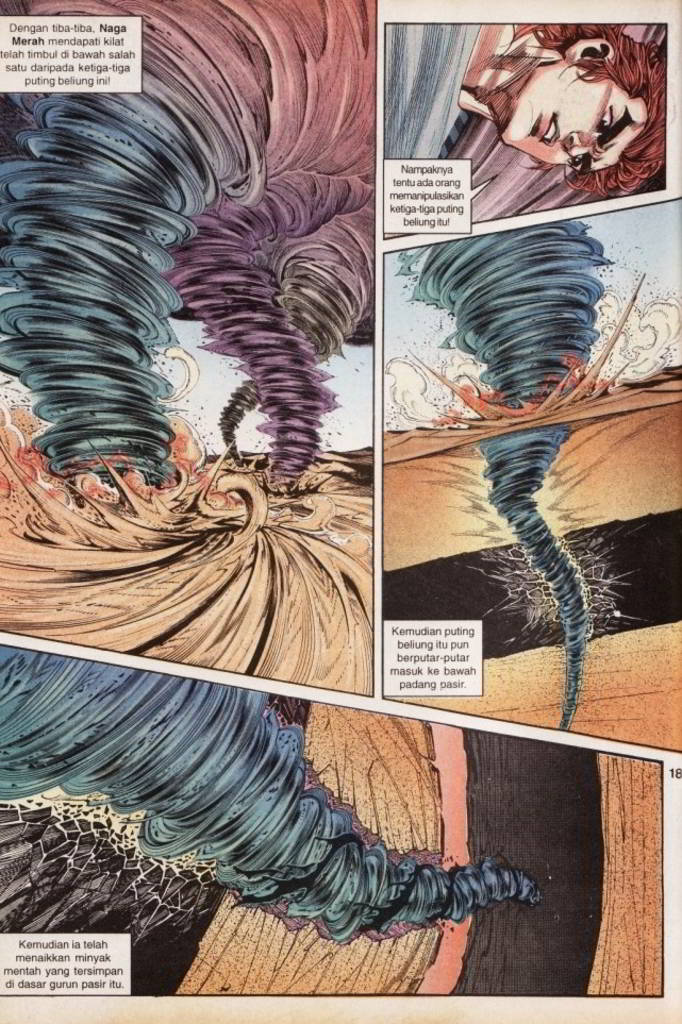 Dengan tiba-tiba, Naga
Merah mendapati kilat
telah timbul di bawah salah
satu daripada ketiga-tiga
puting beliung ini!
Nampaknya
tentu ada orang
memanipulasikan
ketiga-tiga puting
beliung itu!
Kemudian puting
beliung itu pun
berputar-putar
masuk ke bawah
padang pasir.
18
Kemudian ia telah
menaikkan minyak
mentah yang tersimpan
di dasar gurun pasir itu.